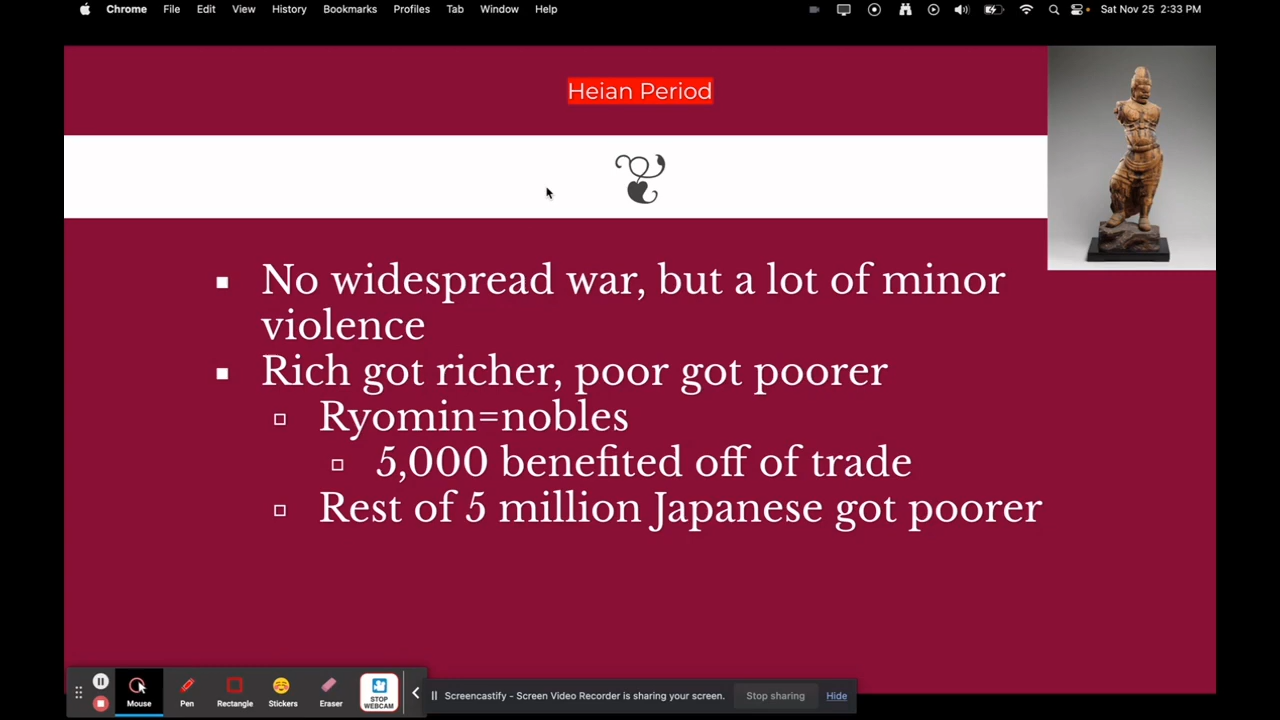 Chrome File Edit View History Bookmarks Profiles Tab Window Help Sat Nov 25 2:33 PM
Heian Period
No widespread war, but a lot of minor
violence
Rich got richer, poor got poorer
Ryomin=nobles
5,000 benefited off of trade
Rest of 5 million Japanese got poorer
Mouse Pen Rectangle Stickers Eraser STOP WEBCAM
Screencastify - Screen Video Recorder is sharing your screen. Stop sharing Hide